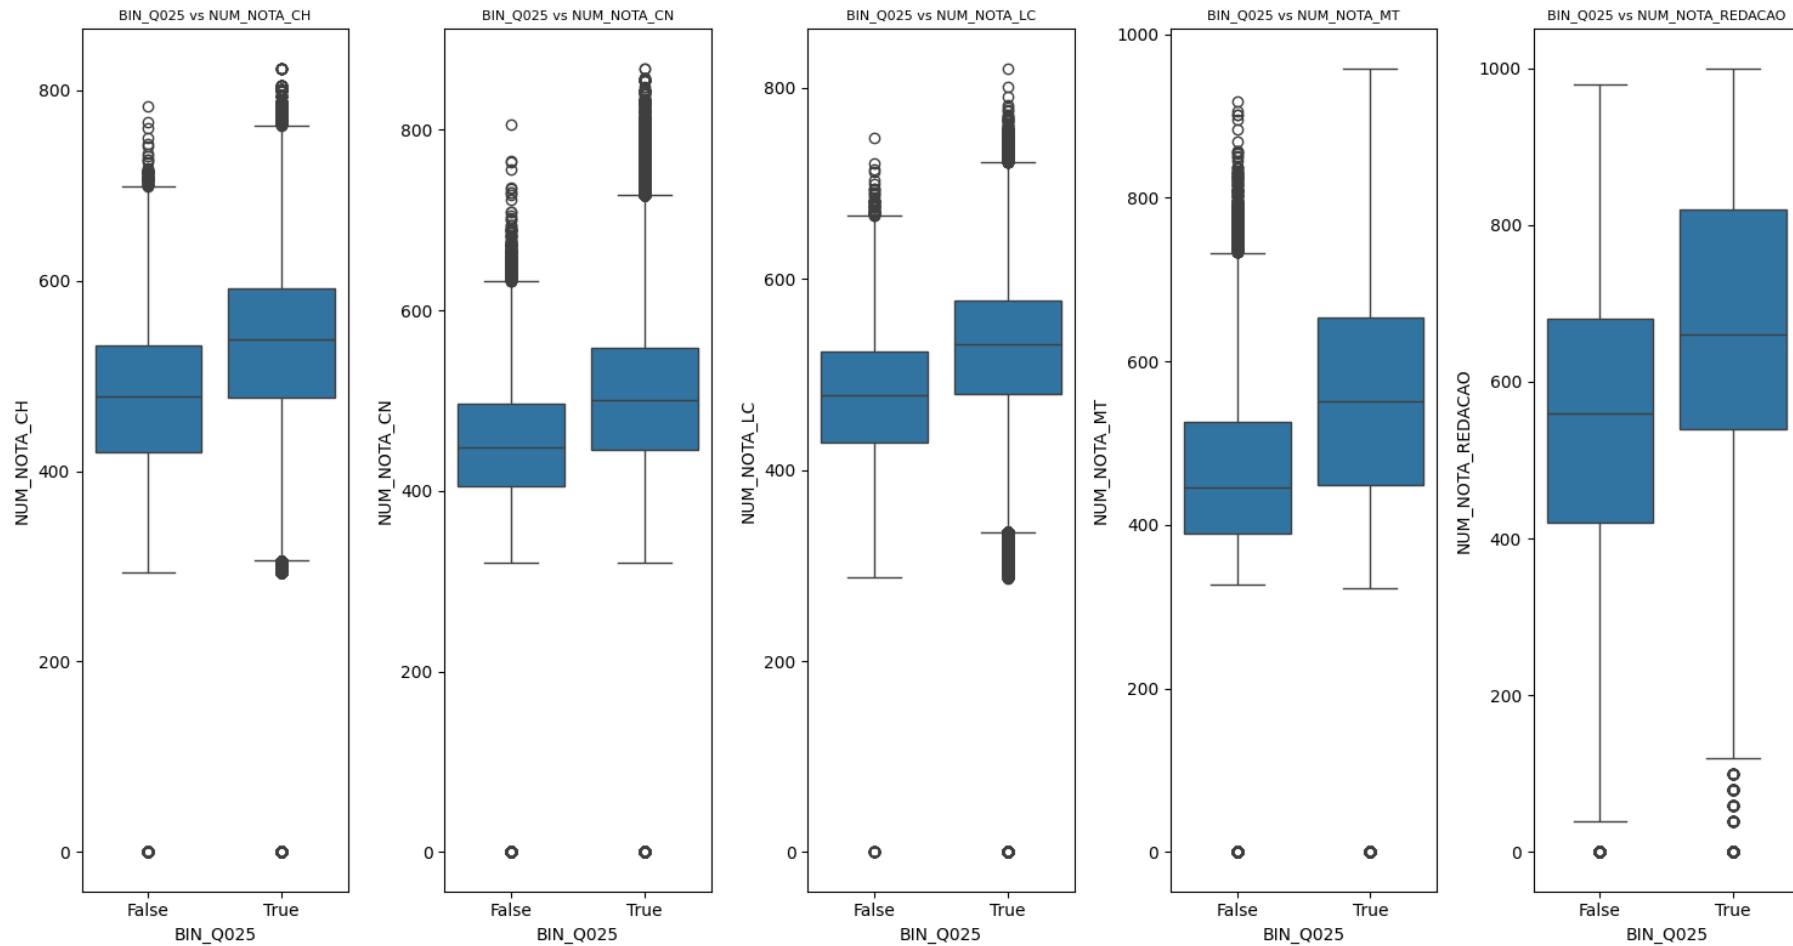 BIN_Q025 vs NUM_NOTA_CH
NUM_NOTA_CH
800
600
400
200
0
False True
BIN_Q025
BIN_Q025 vs NUM_NOTA_CN
NUM_NOTA_CN
800
600
400
200
0
False True
BIN_Q025
BIN_Q025 vs NUM_NOTA_LC
NUM_NOTA_LC
800
600
400
200
0
False True
BIN_Q025
BIN_Q025 vs NUM_NOTA_MT
NUM_NOTA_MT
1000
800
600
400
200
0
False True
BIN_Q025
BIN_Q025 vs NUM_NOTA_REDACAO
NUM_NOTA_REDACAO
1000
800
600
400
200
0
False True
BIN_Q025